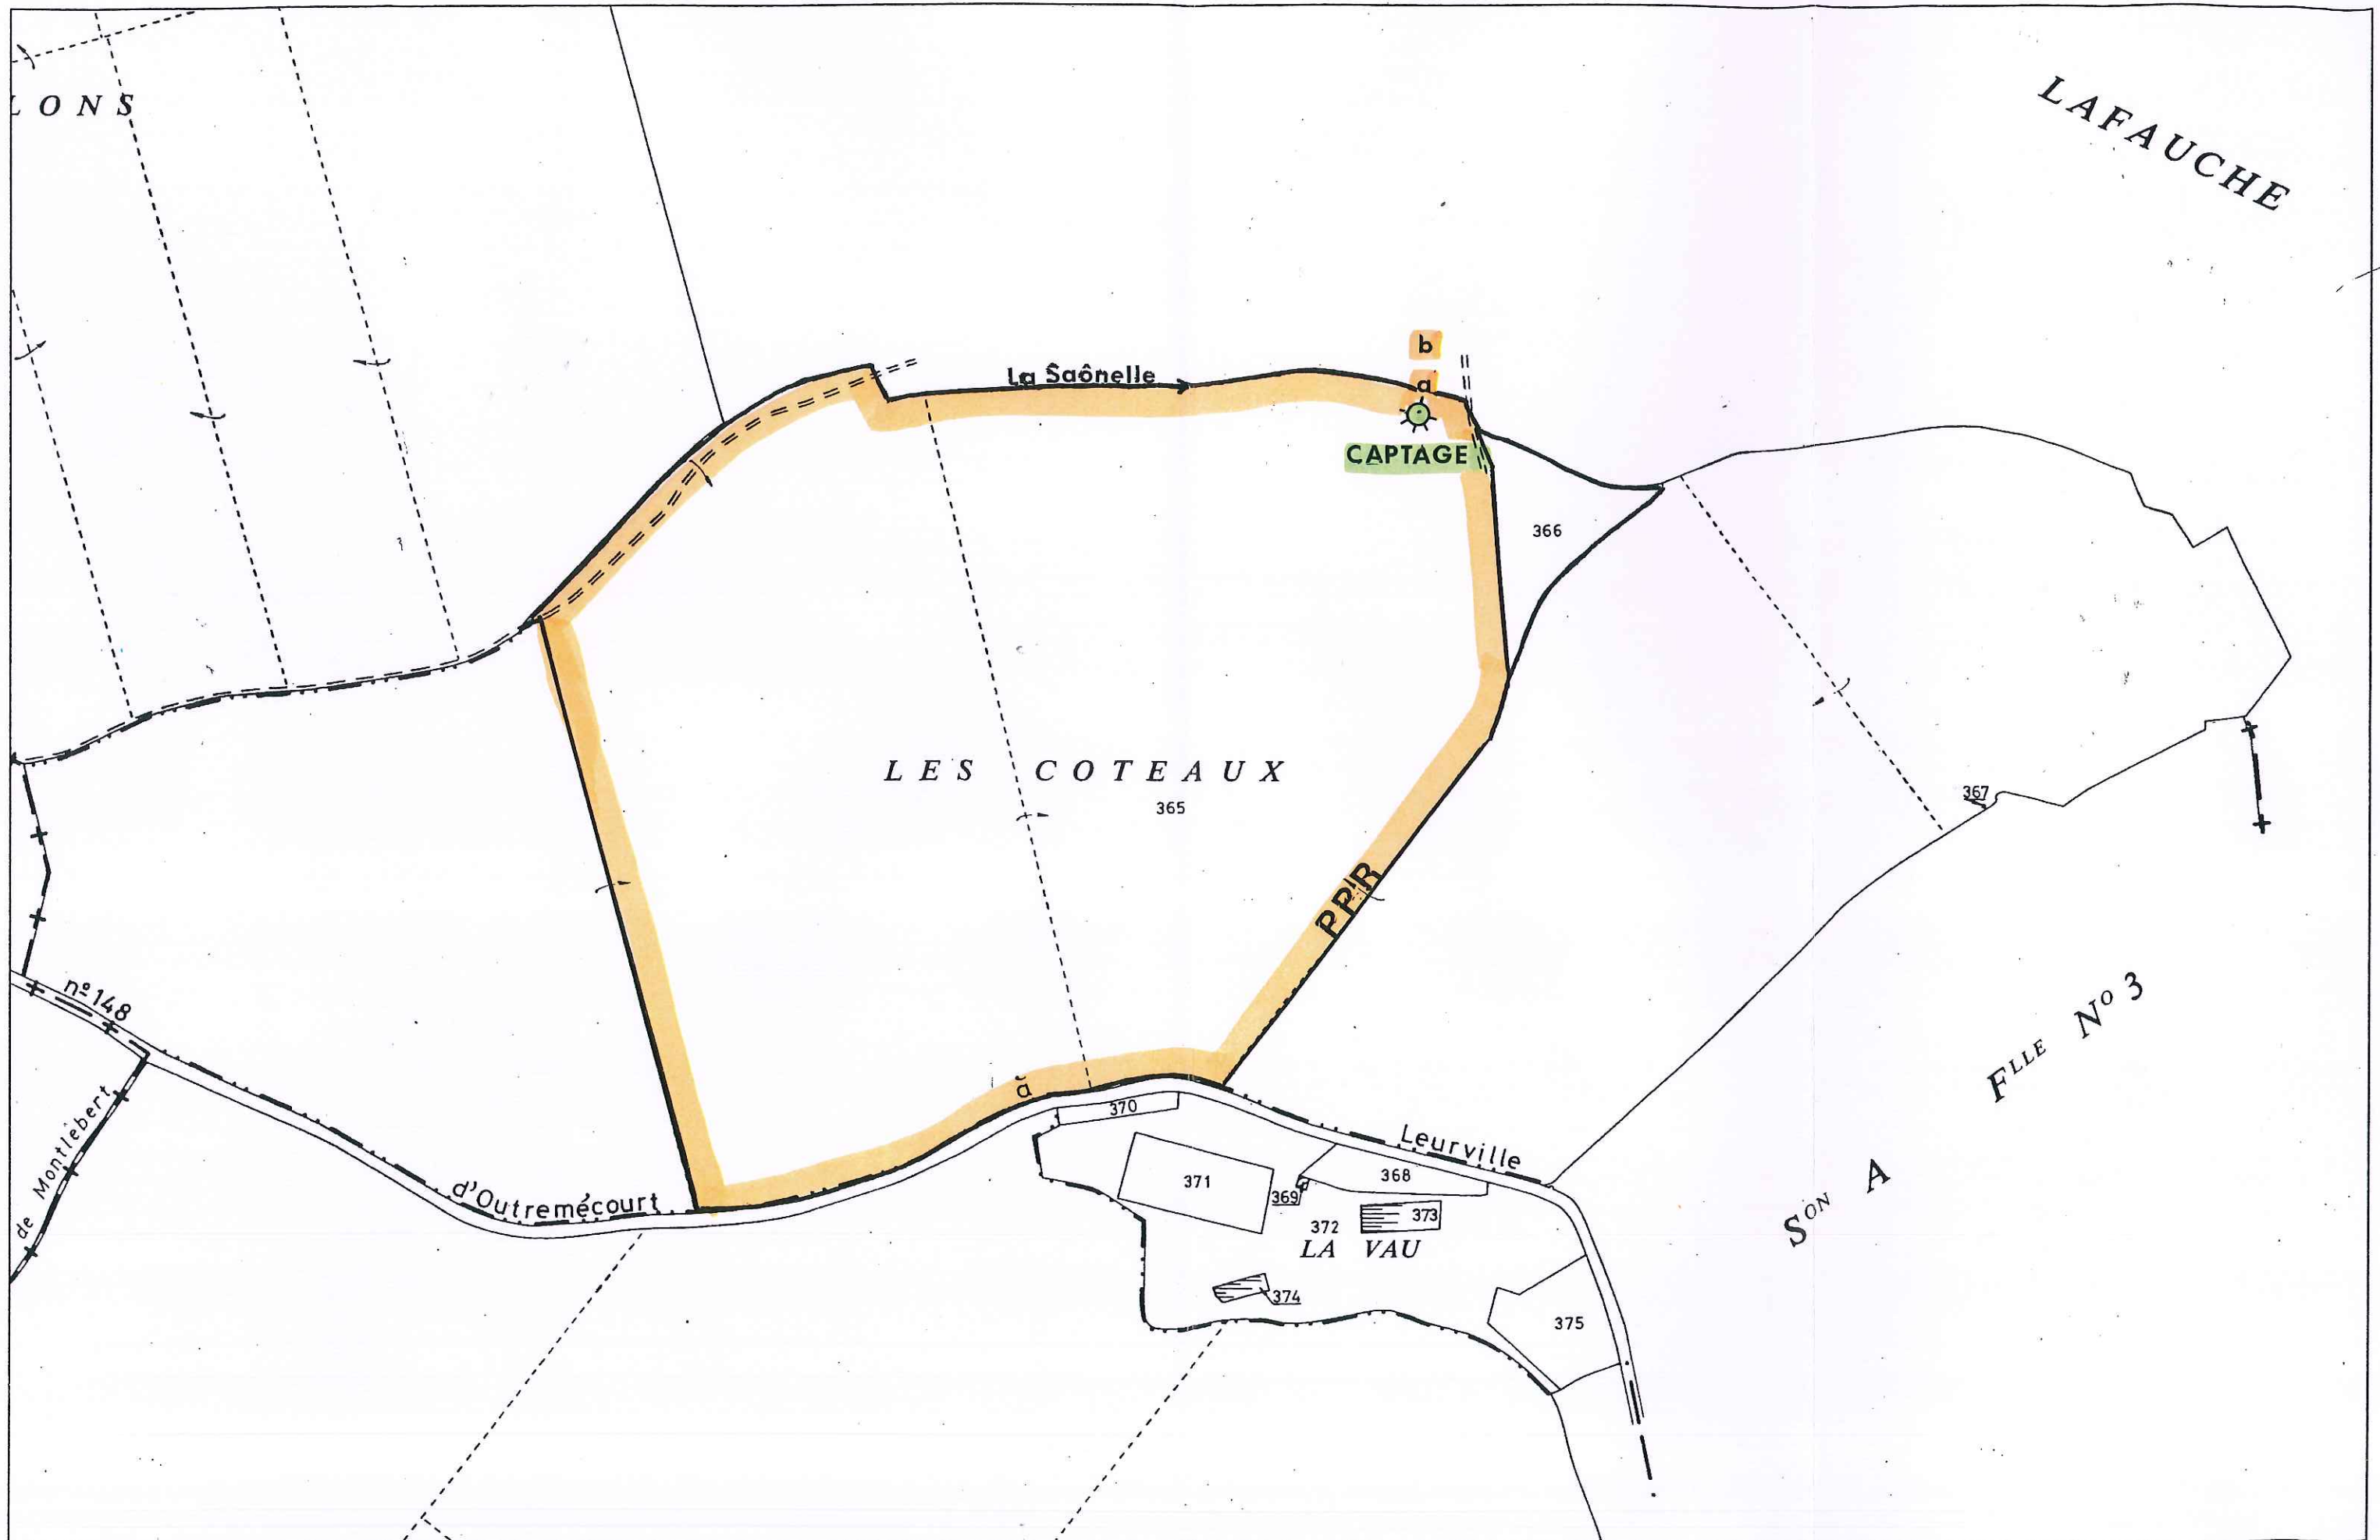 LONS
LAFAUCHE
b
La Saônelle
a
CAPTAGE
366
LES COTEAUX
365
367
PPR
nº 148
FLLE NO 3
à
de Montlebert
370
Leurville
371
368
SON A
d'Outremécourt
369
373
372
LA VAU
374
375